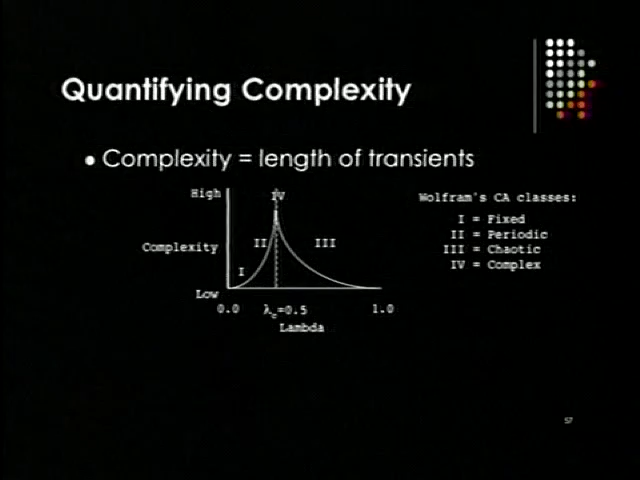 Quantifying Complexity
• Complexity = length of transients
High
IV
Wolfram's CA classes:
I = Fixed
II = Periodic
III = Chaotic
IV = Complex
Complexity
II
III
I
Low
0.0
λc=0.5
1.0
Lambda
57